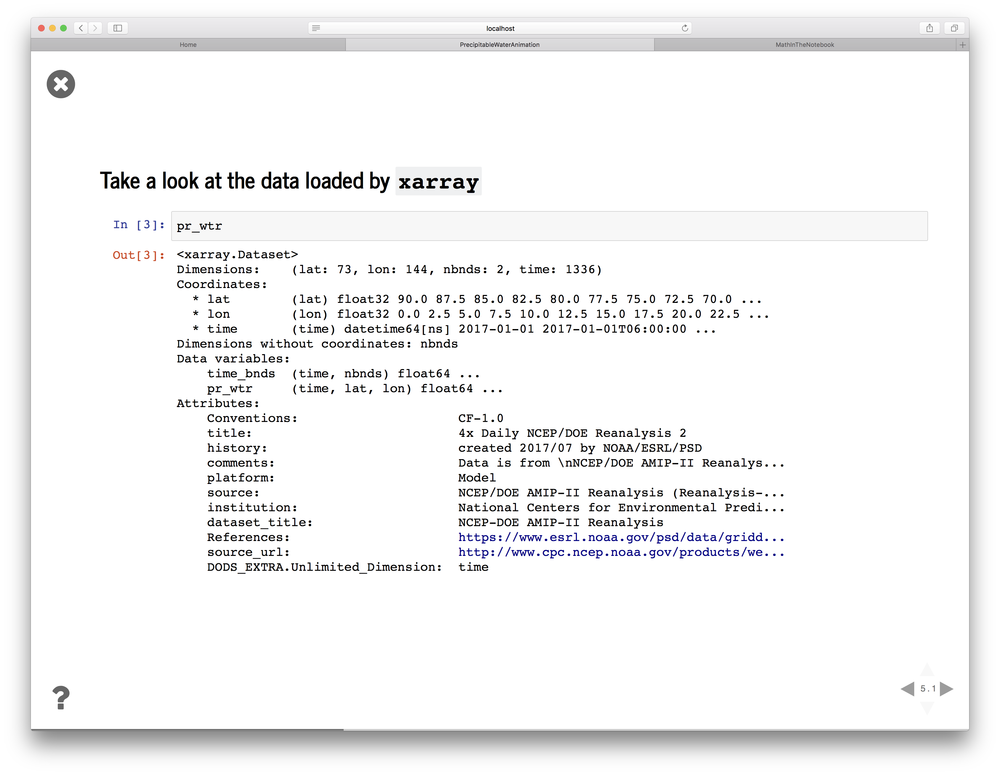 localhost
Home
PrecipitableWaterAnimation
MathInTheNotebook
Take a look at the data loaded by xarray
In [3]: pr_wtr
Out[3]: <xarray.Dataset>
Dimensions: (lat: 73, lon: 144, nbnds: 2, time: 1336)
Coordinates:
* lat (lat) float32 90.0 87.5 85.0 82.5 80.0 77.5 75.0 72.5 70.0 ...
* lon (lon) float32 0.0 2.5 5.0 7.5 10.0 12.5 15.0 17.5 20.0 22.5 ...
* time (time) datetime64[ns] 2017-01-01 2017-01-01T06:00:00 ...
Dimensions without coordinates: nbnds
Data variables:
time_bnds (time, nbnds) float64 ...
pr_wtr (time, lat, lon) float64 ...
Attributes:
Conventions: CF-1.0
title: 4x Daily NCEP/DOE Reanalysis 2
history: created 2017/07 by NOAA/ESRL/PSD
comments: Data is from \nNCEP/DOE AMIP-II Reanalys...
platform: Model
source: NCEP/DOE AMIP-II Reanalysis (Reanalysis-...
institution: National Centers for Environmental Predi...
dataset_title: NCEP-DOE AMIP-II Reanalysis
References: https://www.esrl.noaa.gov/psd/data/gridd...
source_url: http://www.cpc.ncep.noaa.gov/products/we...
DODS_EXTRA.Unlimited_Dimension: time
5.1